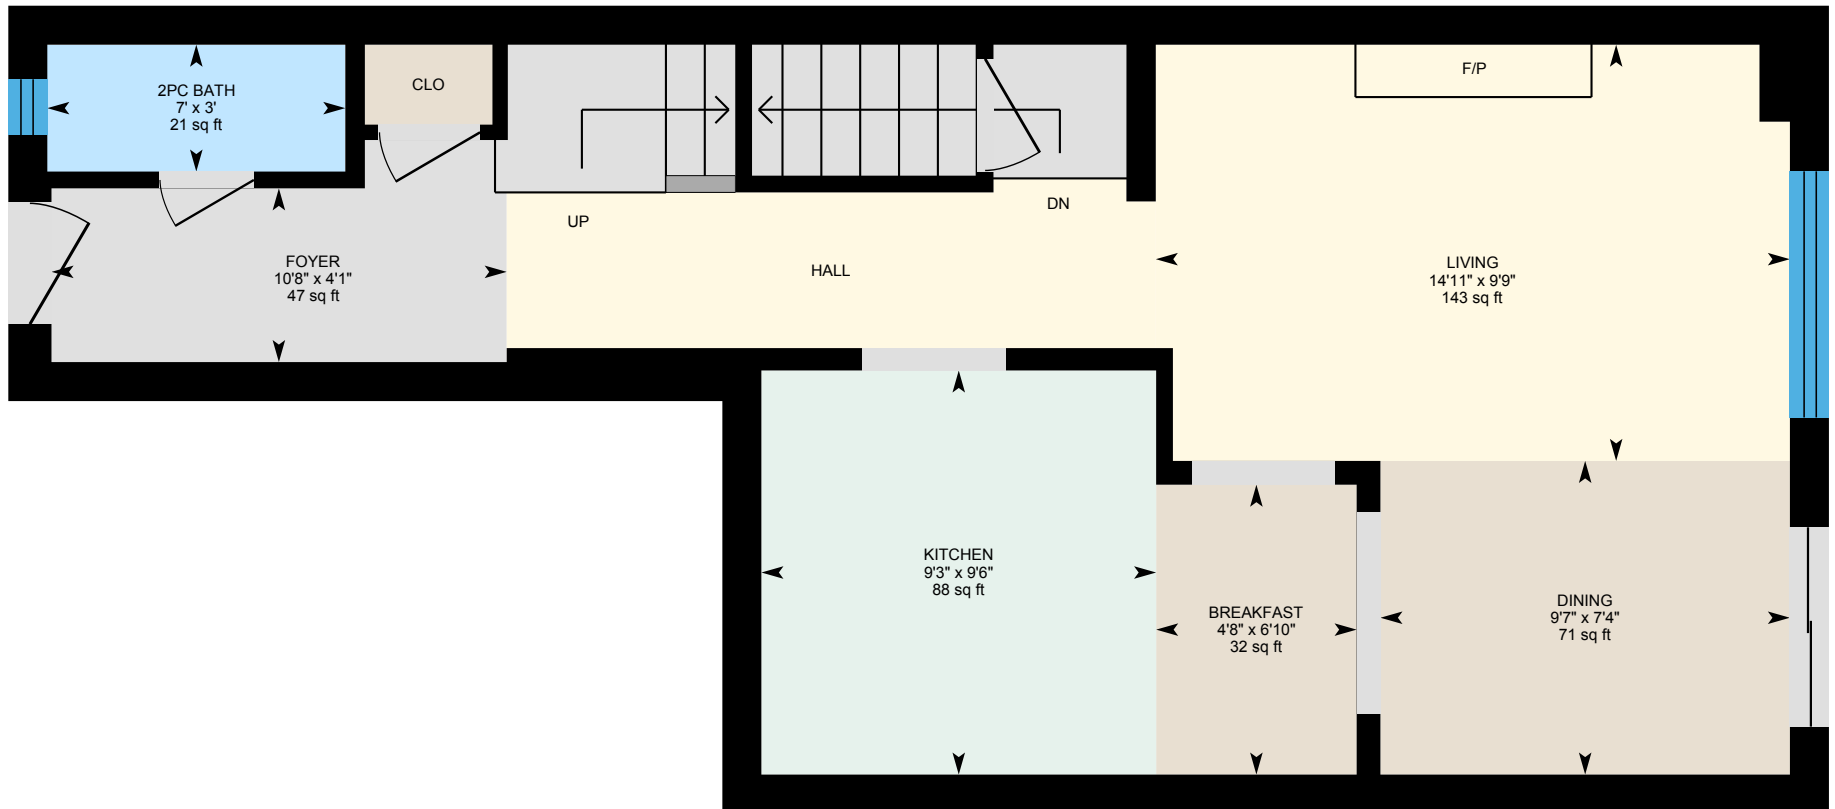 2PC BATH
7' x 3'
21 sq ft
CLO
F/P
UP
DN
FOYER
10'8" x 4'1"
47 sq ft
HALL
LIVING
14'11" x 9'9"
143 sq ft
KITCHEN
9'3" x 9'6"
88 sq ft
BREAKFAST
4'8" x 6'10"
32 sq ft
DINING
9'7" x 7'4"
71 sq ft